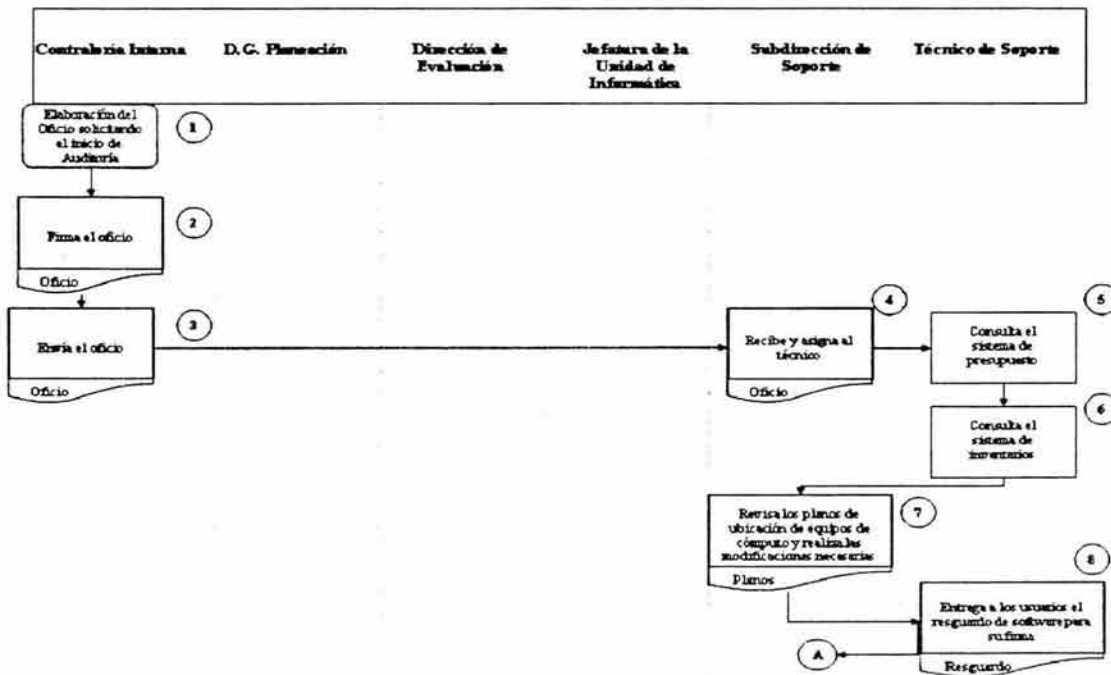 Contraloría Interna
D. G. Planeación
Dirección de
Evaluación
Jefatura de la
Unidad de
Informática
Subdirección de
Soporte
Técnico de Soporte
Elaboración del
Oficio solicitando
el inicio de
Auditoría
1
Firma el oficio
Oficio
2
Envía el oficio
Oficio
3
Recibe y asigna al
técnico
Oficio
4
Consulta el
sistema de
presupuesto
5
Consulta el
sistema de
inventarios
6
Revisa los planos de
ubicación de equipos de
cómputo y realiza las
modificaciones necesarias
Planos
7
Entrega a los usuarios el
resguardo de software para
su firma
Resguardo
8
A